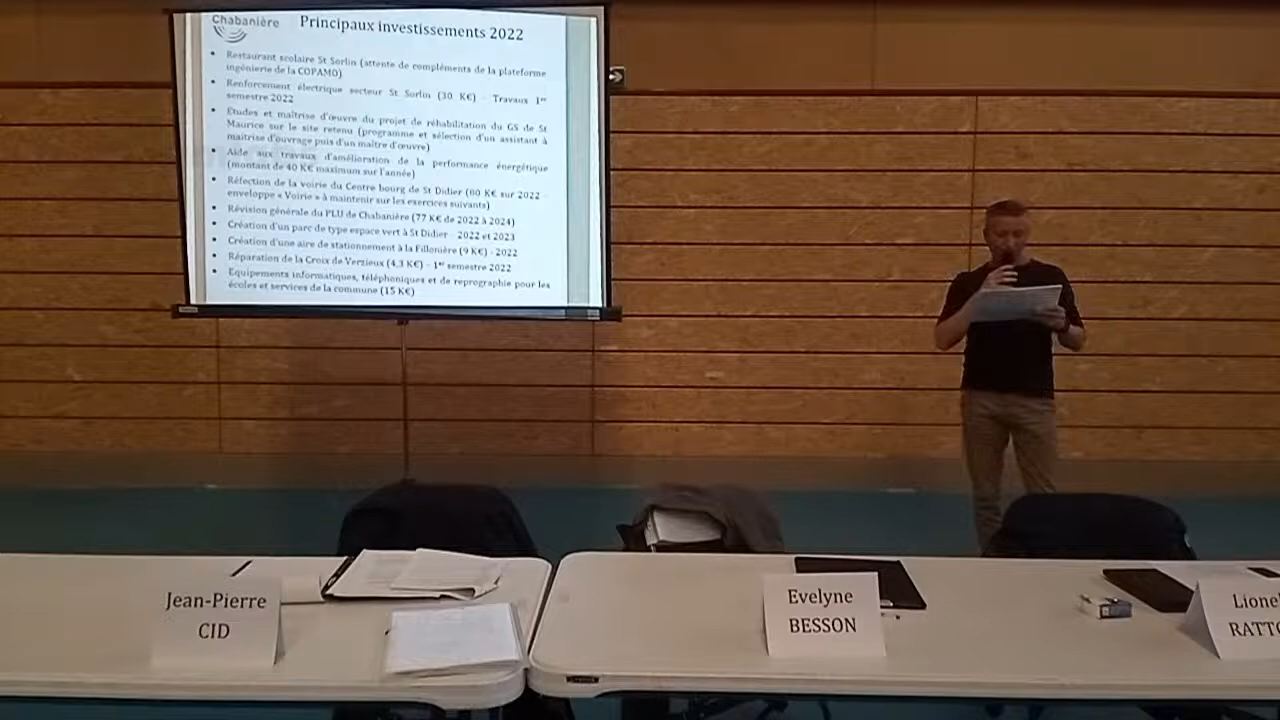 Chabanière
Principaux investissements 2022
• Restaurant scolaire St Sorlin (attente de compléments de la plateforme
ingénierie de la COPAMO)
• Renforcement électrique secteur St Sorlin (30 K€) - Travaux 1er
semestre 2022
• Etudes et maîtrise d'œuvre du projet de réhabilitation du GS de St
Maurice sur le site retenu (programme et sélection d'un assistant à
maitrise d'ouvrage puis d'un maître d'œuvre)
• Aide aux travaux d'amélioration de la performance énergétique
(montant de 40 K€ maximum sur l'année)
• Réfection de la voirie du Centre bourg de St Didier (80 K€ sur 2022 -
enveloppe « Voirie » à maintenir sur les exercices suivants)
• Révision générale du PLU de Chabanière (77 K€ de 2022 à 2024)
• Création d'un parc de type espace vert à St Didier - 2022 et 2023
• Création d'une aire de stationnement à la Fillonière (9 K€) - 2022
• Réparation de la Croix de Verzieux (4,3 K€) - 1er semestre 2022
• Equipements informatiques, téléphoniques et de reprographie pour les
écoles et services de la commune (15 K€)
Jean-Pierre
CID
Evelyne
BESSON
Lione
RATT